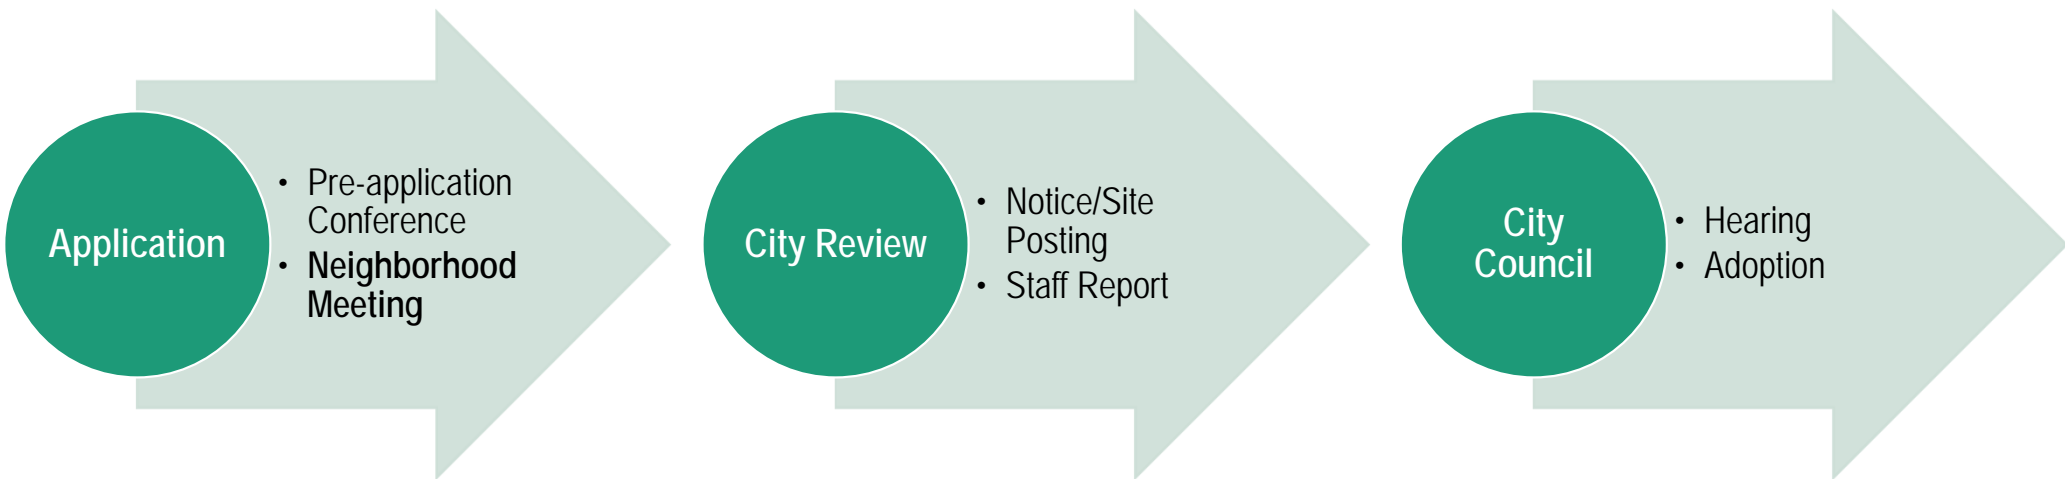 Application
• Pre-application
Conference
• Neighborhood
Meeting
City Review
• Notice/Site
Posting
• Staff Report
City
Council
• Hearing
• Adoption